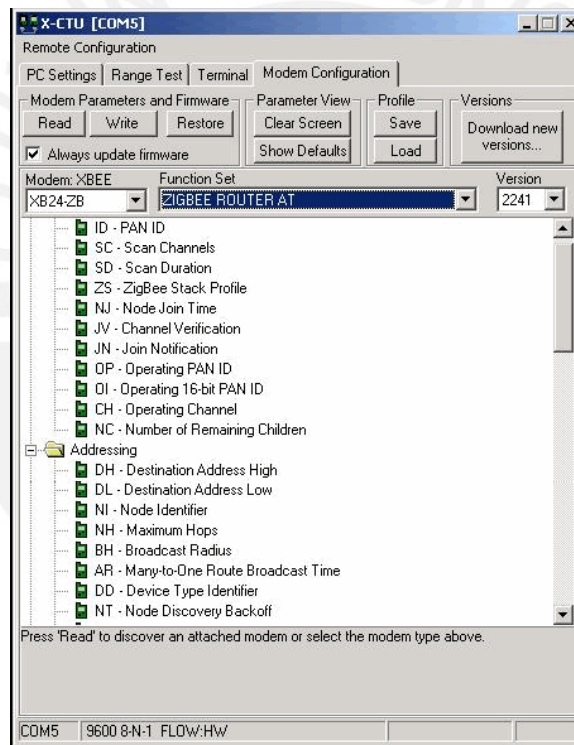 X-CTU [COM5]
Remote Configuration
PC Settings Range Test Terminal Modem Configuration
Modem Parameters and Firmware Parameter View Profile Versions
Read Write Restore Clear Screen Save Download new versions...
Always update firmware Show Defaults Load
Modem: XBEE Function Set Version
XB24-ZB ZIGBEE ROUTER AT 2241
ID - PAN ID
SC - Scan Channels
SD - Scan Duration
ZS - ZigBee Stack Profile
NJ - Node Join Time
JV - Channel Verification
JN - Join Notification
OP - Operating PAN ID
OI - Operating 16-bit PAN ID
CH - Operating Channel
NC - Number of Remaining Children
Addressing
DH - Destination Address High
DL - Destination Address Low
NI - Node Identifier
NH - Maximum Hops
BH - Broadcast Radius
AR - Many-to-One Route Broadcast Time
DD - Device Type Identifier
NT - Node Discovery Backoff
Press 'Read' to discover an attached modem or select the modem type above.
COM5 9600 8-N-1 FLOW:HW